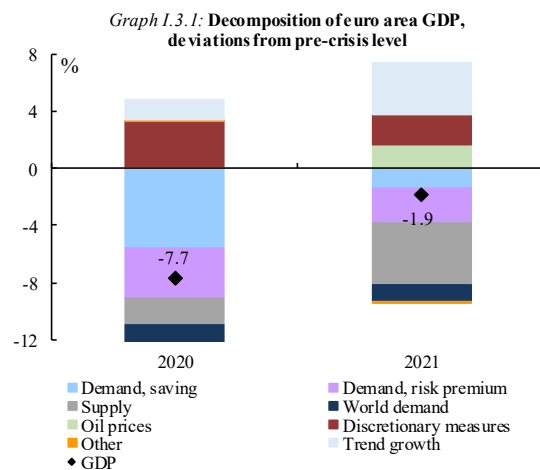 Graph I.3.1: Decomposition of euro area GDP,
deviations from pre-crisis level
8
%
4
0
-4
-1.9
-7.7
-8
-12
2020 2021
Demand, saving Demand, risk premium
Supply World demand
Oil prices Discretionary measures
Other Trend growth
GDP